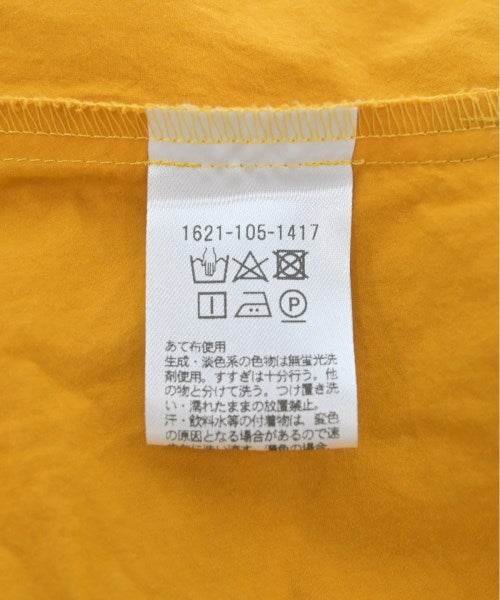 1621-105-1417
P
あて布使用
生成・淡色系の色物は無蛍光洗
剤使用。すすぎは十分行う。他
の物と分けて洗う。つけ置き洗
い・濡れたままの放置禁止。
汗・飲料水等の付着物は、変色
の原因となる場合があるので速